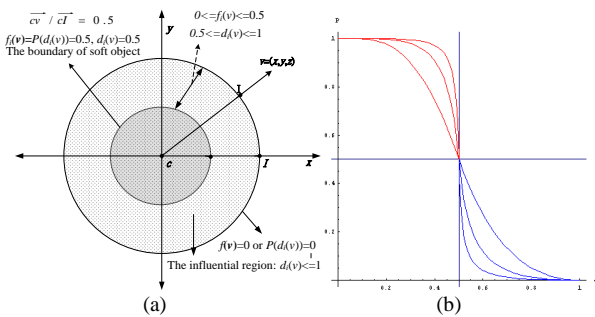 cv / cI = 0.5
fᵢ(v)=P(dᵢ(v))=0.5, dᵢ(v)=0.5
The boundary of soft object
0<=fᵢ(v)<=0.5
0.5<=dᵢ(v)<=1
y
v=(x,y,z)
I
c
I
x
f(v)=0 or P(dᵢ(v))=0
The influential region: dᵢ(v)<=1
(a)
P
1
0.8
0.6
0.4
0.2
0.2
0.4
0.6
0.8
1
d
(b)